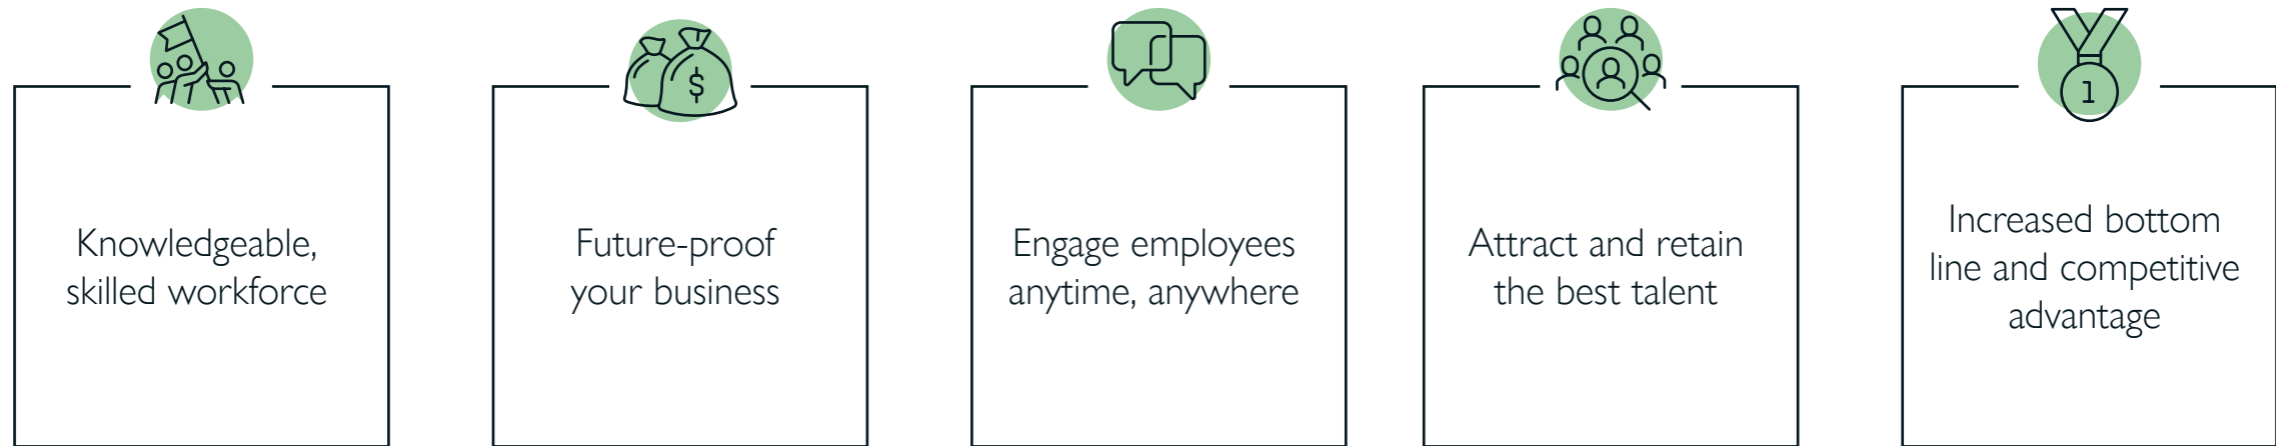 $
1
Knowledgeable,
skilled workforce
Future-proof
your business
Engage employees
anytime, anywhere
Attract and retain
the best talent
Increased bottom
line and competitive
advantage